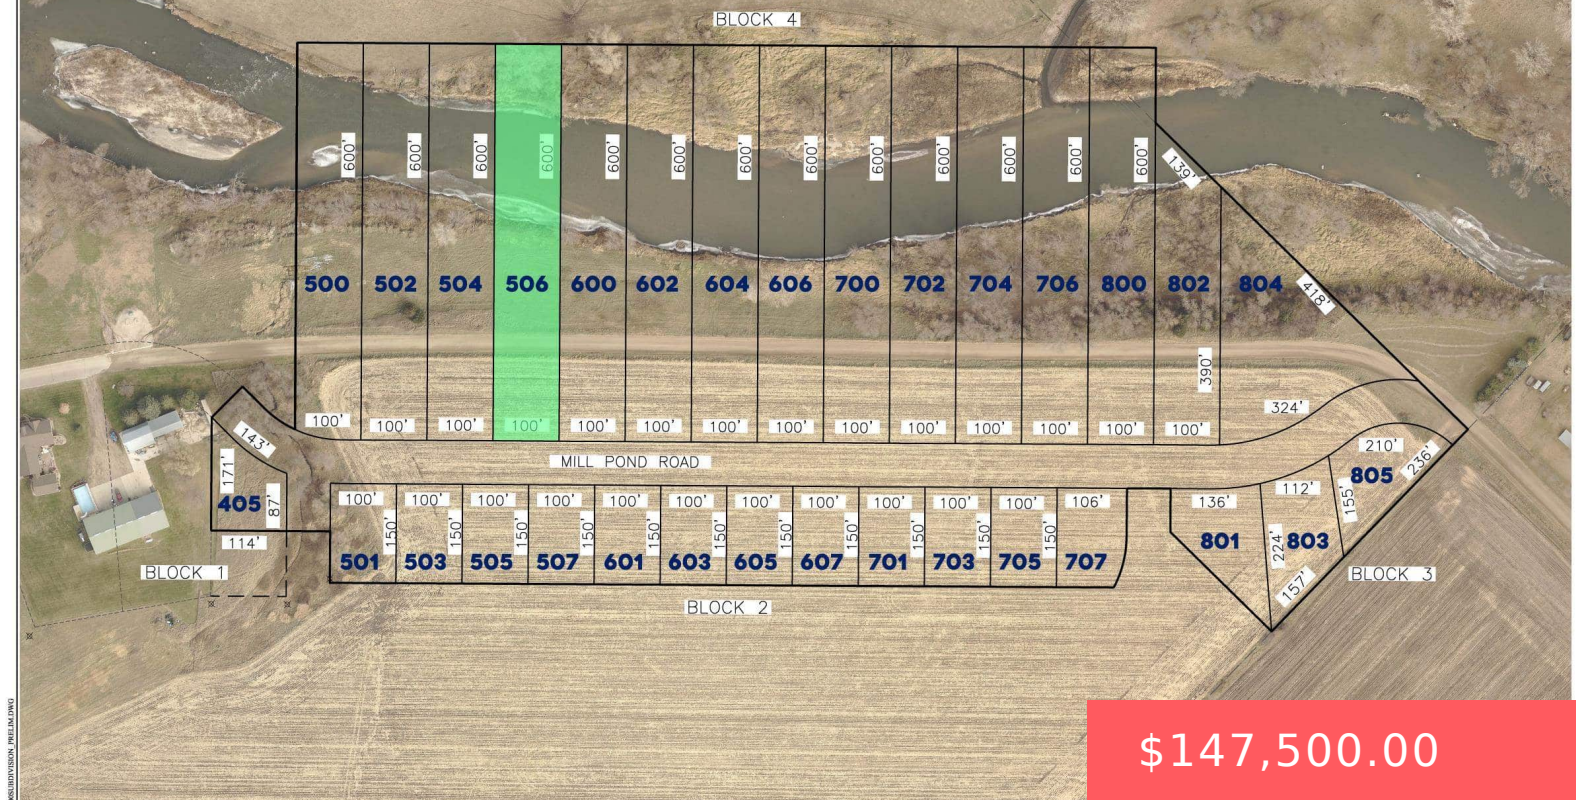 BLOCK 4
600' 600' 600' 600' 600' 600' 600' 600' 600' 600' 600' 600' 600' 139'
500 502 504 506 600 602 604 606 700 702 704 706 800 802 804 418'
390'
324'
100' 100' 100' 100' 100' 100' 100' 100' 100' 100' 100' 100' 100' 100'
143'
MILL POND ROAD
210'
236'
171'
805
405 87'
100' 100' 100' 100' 100' 100' 100' 100' 100' 100' 100' 106' 136' 112' 155'
150' 150' 150' 150' 150' 150' 150' 150' 150' 150' 150'
114'
801 224' 803
501 503 505 507 601 603 605 607 701 703 705 707
BLOCK 1
157'
BLOCK 3
BLOCK 2
SUBDIVISION_PRELIM.DWG
$147,500.00